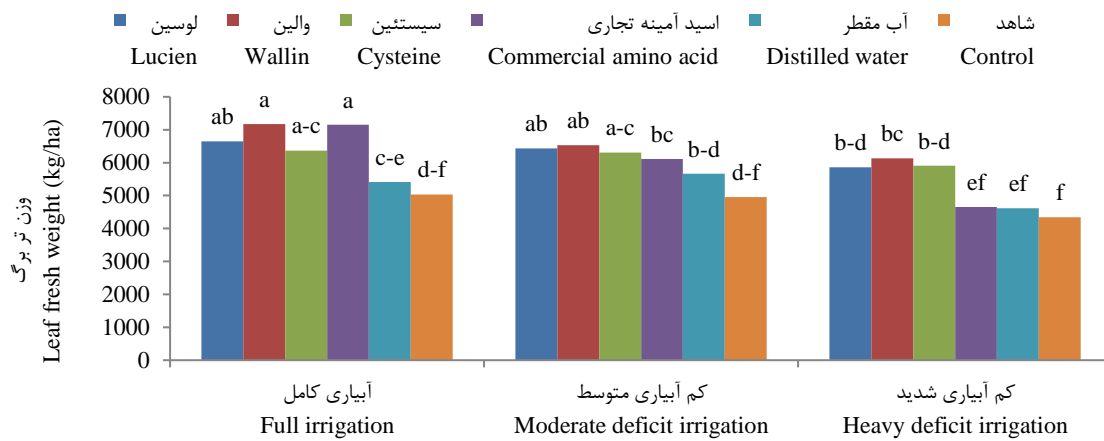 لوسین والین سیستئین اسید آمینه تجاری آب مقطر شاهد
Lucien Wallin Cysteine Commercial amino acid Distilled water Control
وزن تر برگ
Leaf fresh weight (kg/ha)
8000
7000
6000
5000
4000
3000
2000
1000
0
ab a a-c a c-e d-f
ab ab a-c bc b-d d-f
b-d bc b-d ef ef f
آبیاری کامل کم آبیاری متوسط کم آبیاری شدید
Full irrigation Moderate deficit irrigation Heavy deficit irrigation